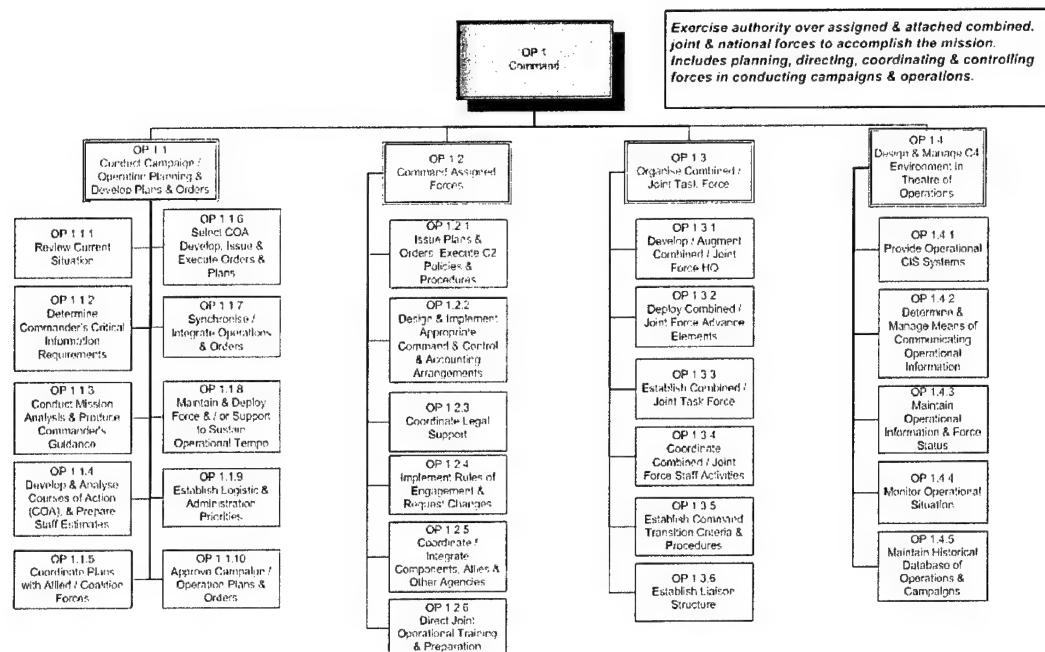 OP 1
Command
Exercise authority over assigned & attached combined,
joint & national forces to accomplish the mission.
Includes planning, directing, coordinating & controlling
forces in conducting campaigns & operations.
OP 1.1
Conduct Campaign /
Operation Planning &
Develop Plans & Orders
OP 1.1.1
Review Current
Situation
OP 1.1.2
Determine
Commander's Critical
Information
Requirements
OP 1.1.3
Conduct Mission
Analysis & Produce
Commander's
Guidance
OP 1.1.4
Develop & Analyse
Courses of Action
(COA), & Prepare
Staff Estimates
OP 1.1.5
Coordinate Plans
with Allied / Coalition
Forces
OP 1.1.6
Select COA
Develop, Issue &
Execute Orders &
Plans
OP 1.1.7
Synchronise /
Integrate Operations
& Orders
OP 1.1.8
Maintain & Deploy
Force & / or Support
to Sustain
Operational Tempo
OP 1.1.9
Establish Logistic &
Administration
Priorities
OP 1.1.10
Approve Campaign /
Operation Plans &
Orders
OP 1.2
Command Assigned
Forces
OP 1.2.1
Issue Plans &
Orders Execute C2
Policies &
Procedures
OP 1.2.2
Design & Implement
Appropriate
Command & Control
& Accounting
Arrangements
OP 1.2.3
Coordinate Legal
Support
OP 1.2.4
Implement Rules of
Engagement &
Request Changes
OP 1.2.5
Coordinate /
Integrate
Components, Allies &
Other Agencies
OP 1.2.6
Direct Joint
Operational Training
& Preparation
OP 1.3
Organise Combined /
Joint Task Force
OP 1.3.1
Develop / Augment
Combined / Joint
Force HQ
OP 1.3.2
Deploy Combined /
Joint Force Advance
Elements
OP 1.3.3
Establish Combined /
Joint Task Force
OP 1.3.4
Coordinate
Combined / Joint
Force Staff Activities
OP 1.3.5
Establish Command
Transition Criteria &
Procedures
OP 1.3.6
Establish Liaison
Structure
OP 1.4
Design & Manage C4
Environment in
Theatre of
Operations
OP 1.4.1
Provide Operational
CIS Systems
OP 1.4.2
Determine &
Manage Means of
Communicating
Operational
Information
OP 1.4.3
Maintain
Operational
Information & Force
Status
OP 1.4.4
Monitor Operational
Situation
OP 1.4.5
Maintain Historical
Database of
Operations &
Campaigns